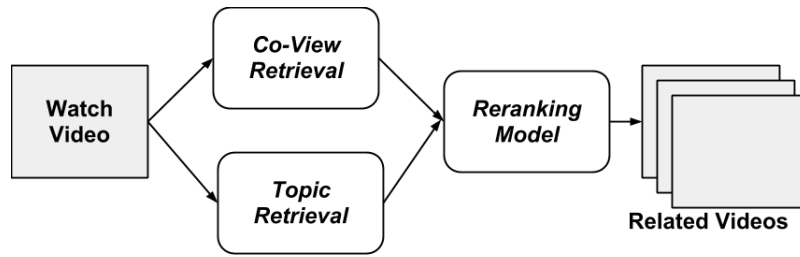 Watch
Video
Co-View
Retrieval
Topic
Retrieval
Reranking
Model
Related Videos